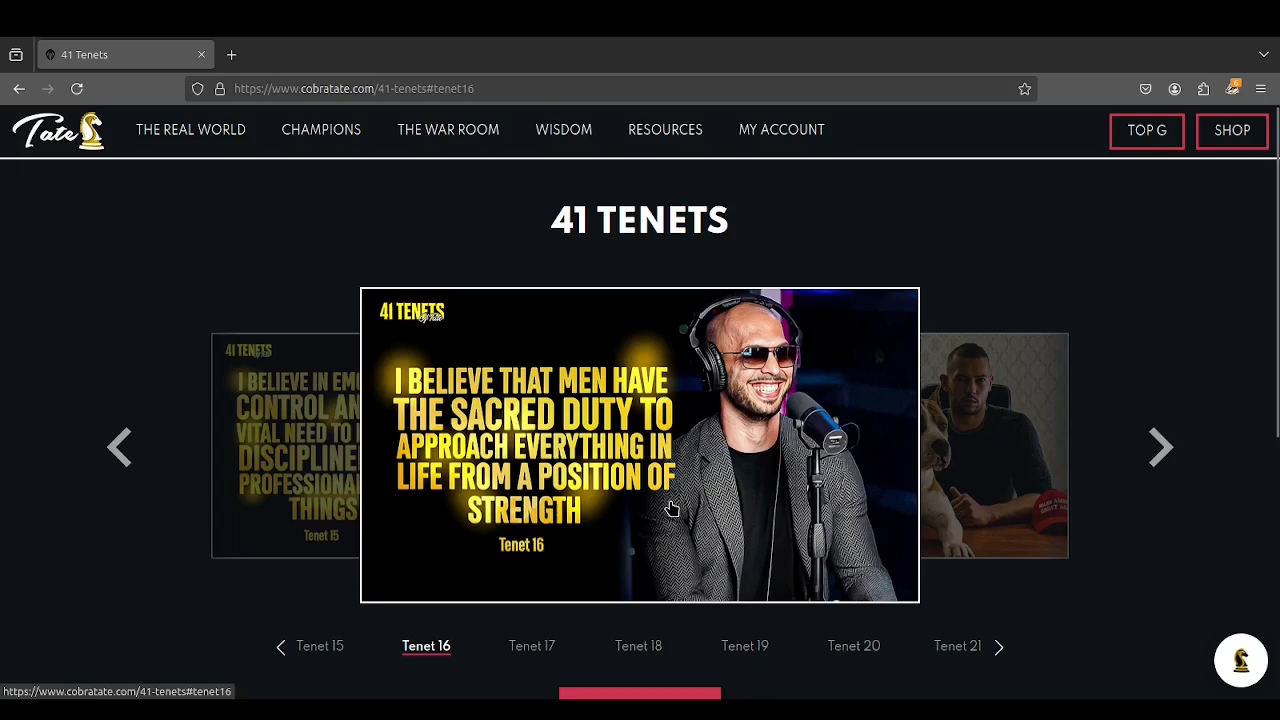 41 Tenets
https://www.cobratate.com/41-tenets#tenet16
6
Tate
THE REAL WORLD
CHAMPIONS
THE WAR ROOM
WISDOM
RESOURCES
MY ACCOUNT
TOP G
SHOP
41 TENETS
41 TENETS
I BELIEVE IN
CONTROL
VITAL NEED TO
DISCIPLINE
THINGS
Tenet 15
41 TENETS
by Tate
I BELIEVE THAT MEN HAVE
THE SACRED DUTY TO
APPROACH EVERYTHING IN
LIFE FROM A POSITION OF
STRENGTH
Tenet 16
Tenet 15
Tenet 16
Tenet 17
Tenet 18
Tenet 19
Tenet 20
Tenet 21
https://www.cobratate.com/41-tenets#tenet16